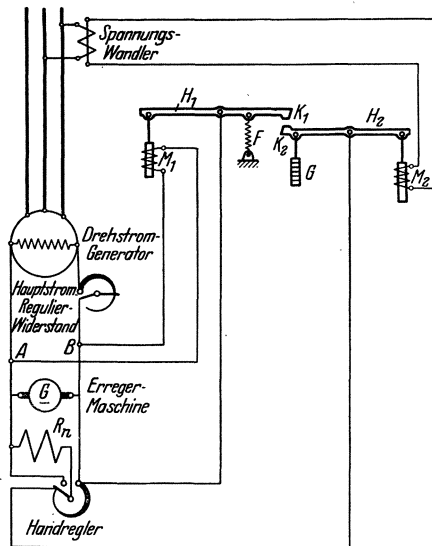 Spannungs-
Wandler
H1
K1
F
K2
H2
M1
G
M2
Drehstrom-
Generator
Hauptstrom
Regulier-
Widerstand
A
B
G
Erreger-
Maschine
Rn
Handregler